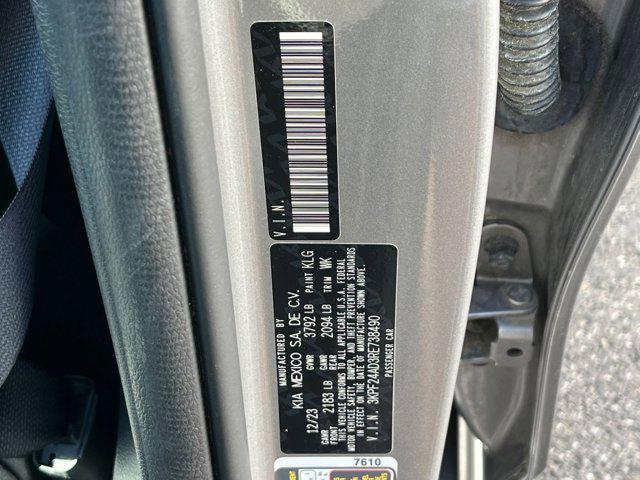 V.I.N.
MANUFACTURED BY
KIA MEXICO S.A. DE C.V.
12/23 GVWR 3792 LB PAINT KLG
GAWR FRONT 2183 LB GAWR REAR 2094 LB TRIM WK
THIS VEHICLE CONFORMS TO ALL APPLICABLE U.S.A. FEDERAL
MOTOR VEHICLE SAFETY, BUMPER, AND THEFT PREVENTION STANDARDS
IN EFFECT ON THE DATE OF MANUFACTURE SHOWN ABOVE.
V.I.N. 3KPF24AD3RE738490
PASSENGER CAR
7610